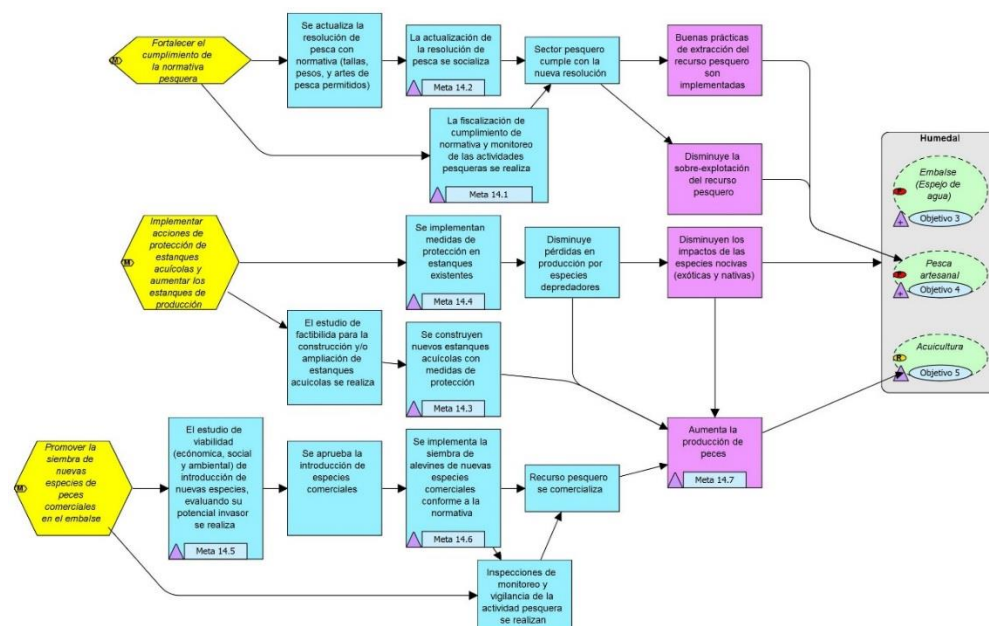 Fortalecer el
cumplimiento de
la normativa
pesquera
M
Se actualiza la
resolución de
pesca con
normativa (tallas,
pesos, y artes de
pesca permitidos)
La actualización de
la resolución de
pesca se socializa
Meta 14.2
Sector pesquero
cumple con la
nueva resolución
Buenas prácticas
de extracción del
recurso pesquero
son
implementadas
La fiscalización de
cumplimiento de
normativa y monitoreo
de las actividades
pesqueras se realiza
Meta 14.1
Disminuye la
sobre-explotación
del recurso
pesquero
Humedal
Embalse
(Espejo de
agua)
Objetivo 3
Pesca
artesanal
Objetivo 4
Acuicultura
R
Objetivo 5
Implementar
acciones de
protección de
estanques
acuícolas y
aumentar los
estanques de
producción
M
Se implementan
medidas de
protección en
estanques
existentes
Meta 14.4
Disminuye
pérdidas en
producción por
especies
depredadores
Disminuyen los
impactos de las
especies nocivas
(exóticas y nativas)
El estudio de
factibilida para la
construcción y/o
ampliación de
estanques
acuícolas se realiza
Se construyen
nuevos estanques
acuícolas con
medidas de
protección
Meta 14.3
Aumenta la
producción de
peces
Meta 14.7
Promover la
siembra de
nuevas
especies de
peces
comerciales
en el embalse
M
El estudio de
viabilidad
(ecónomica, social
y ambiental) de
introducción de
nuevas especies,
evaluando su
potencial invasor
se realiza
Meta 14.5
Se aprueba la
introducción de
especies
comerciales
Se implementa la
siembra de
alevines de nuevas
especies
comerciales
conforme a la
normativa
Meta 14.6
Recurso pesquero
se comercializa
Inspecciones de
monitoreo y
vigilancia de la
actividad pesquera
se realizan